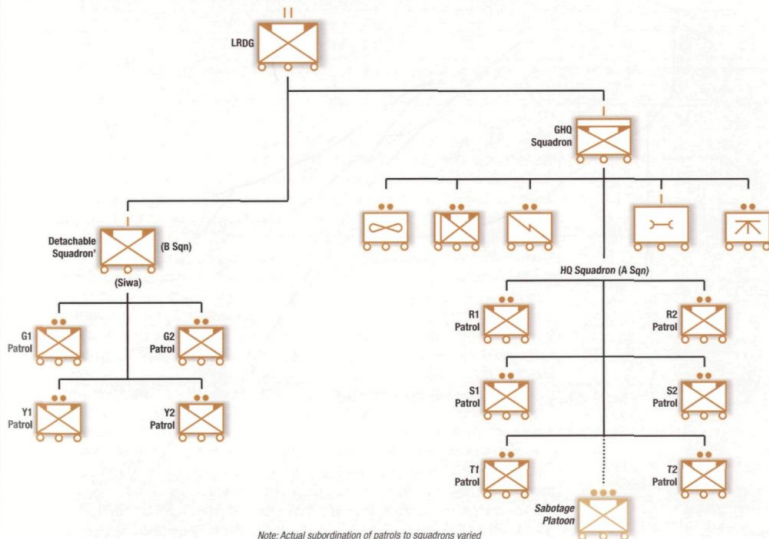 LRDG
GHQ
Squadron
Detachable
Squadron'
(B Sqn)
(Siwa)
HQ Squadron (A Sqn)
G1
Patrol
G2
Patrol
R1
Patrol
R2
Patrol
Y1
Patrol
Y2
Patrol
S1
Patrol
S2
Patrol
T1
Patrol
T2
Patrol
Sabotage
Platoon
Note: Actual subordination of patrols to squadrons varied